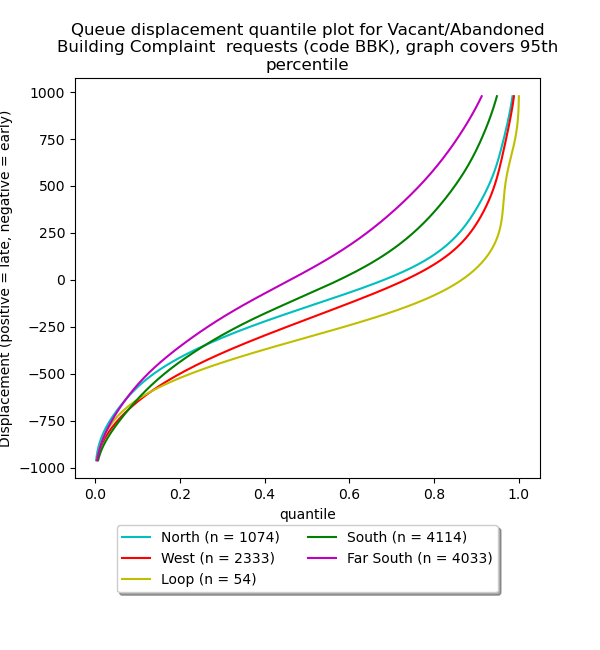 Queue displacement quantile plot for Vacant/Abandoned
Building Complaint  requests (code BBK), graph covers 95th
percentile
Displacement (positive = late, negative = early)
1000
750
500
250
0
−250
−500
−750
−1000
0.0 0.2 0.4 0.6 0.8 1.0
quantile
North (n = 1074)
West (n = 2333)
Loop (n = 54)
South (n = 4114)
Far South (n = 4033)